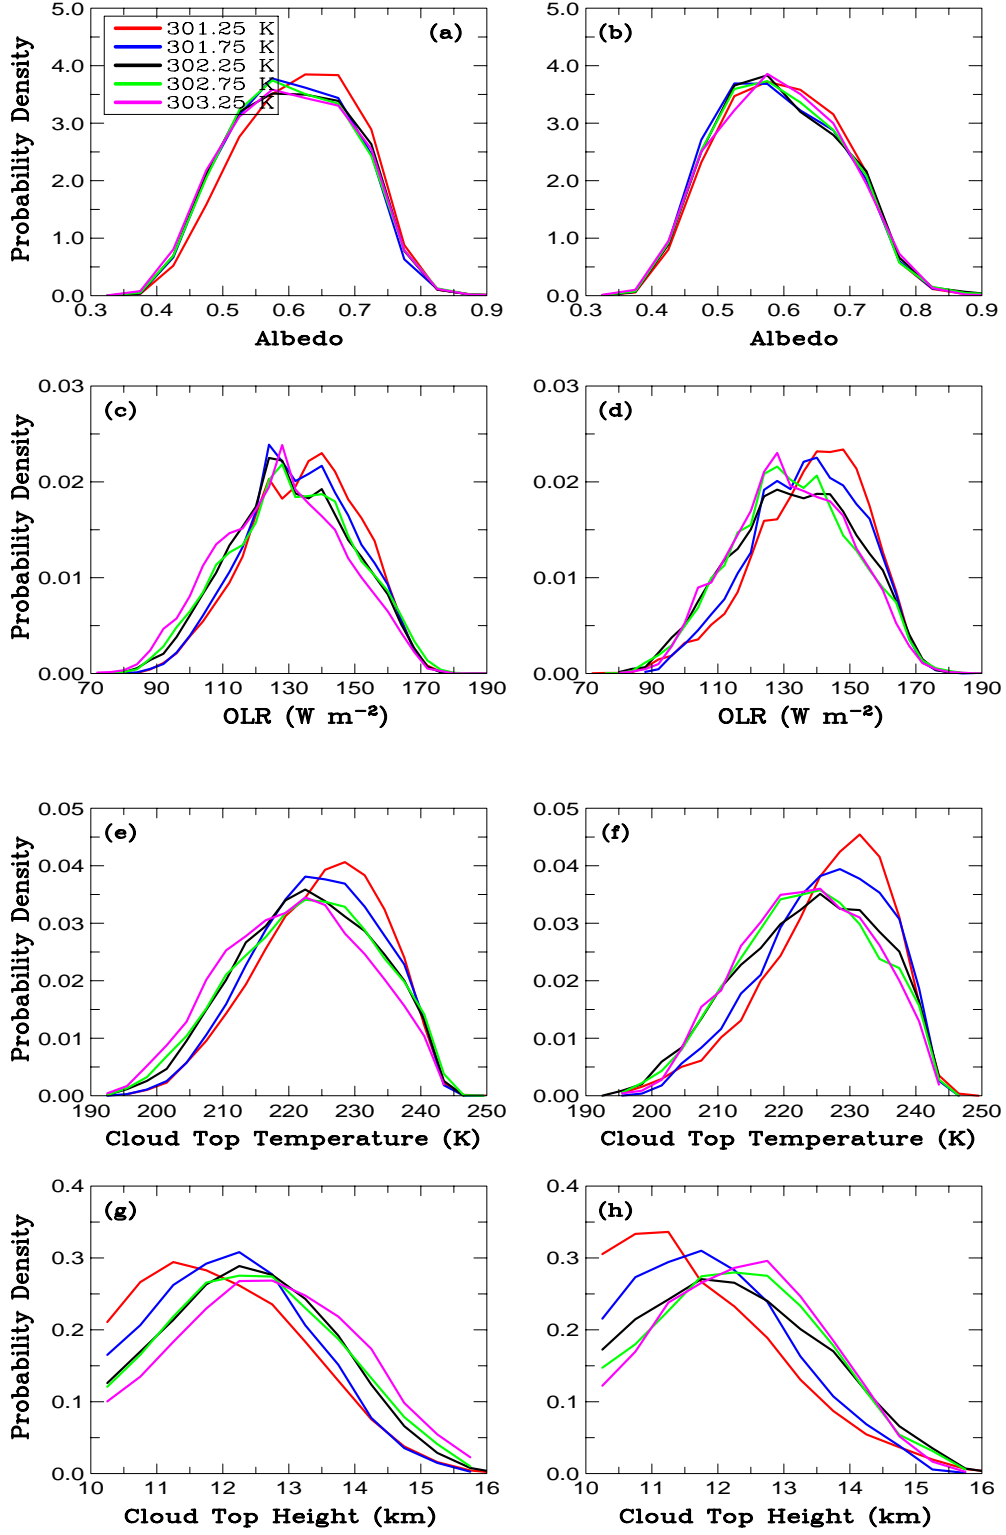 5.0
4.0
3.0
2.0
1.0
0.0
Probability Density
301.25 K
301.75 K
302.25 K
302.75 K
303.25 K
(a)
0.3 0.4 0.5 0.6 0.7 0.8 0.9
Albedo
5.0
4.0
3.0
2.0
1.0
0.0
(b)
0.3 0.4 0.5 0.6 0.7 0.8 0.9
Albedo
0.03
0.02
0.01
0.00
Probability Density
(c)
70 90 110 130 150 170 190
OLR (W m⁻²)
0.03
0.02
0.01
0.00
(d)
70 90 110 130 150 170 190
OLR (W m⁻²)
0.05
0.04
0.03
0.02
0.01
0.00
Probability Density
(e)
190 200 210 220 230 240 250
Cloud Top Temperature (K)
0.05
0.04
0.03
0.02
0.01
0.00
(f)
190 200 210 220 230 240 250
Cloud Top Temperature (K)
0.4
0.3
0.2
0.1
0.0
Probability Density
(g)
10 11 12 13 14 15 16
Cloud Top Height (km)
0.4
0.3
0.2
0.1
0.0
(h)
10 11 12 13 14 15 16
Cloud Top Height (km)